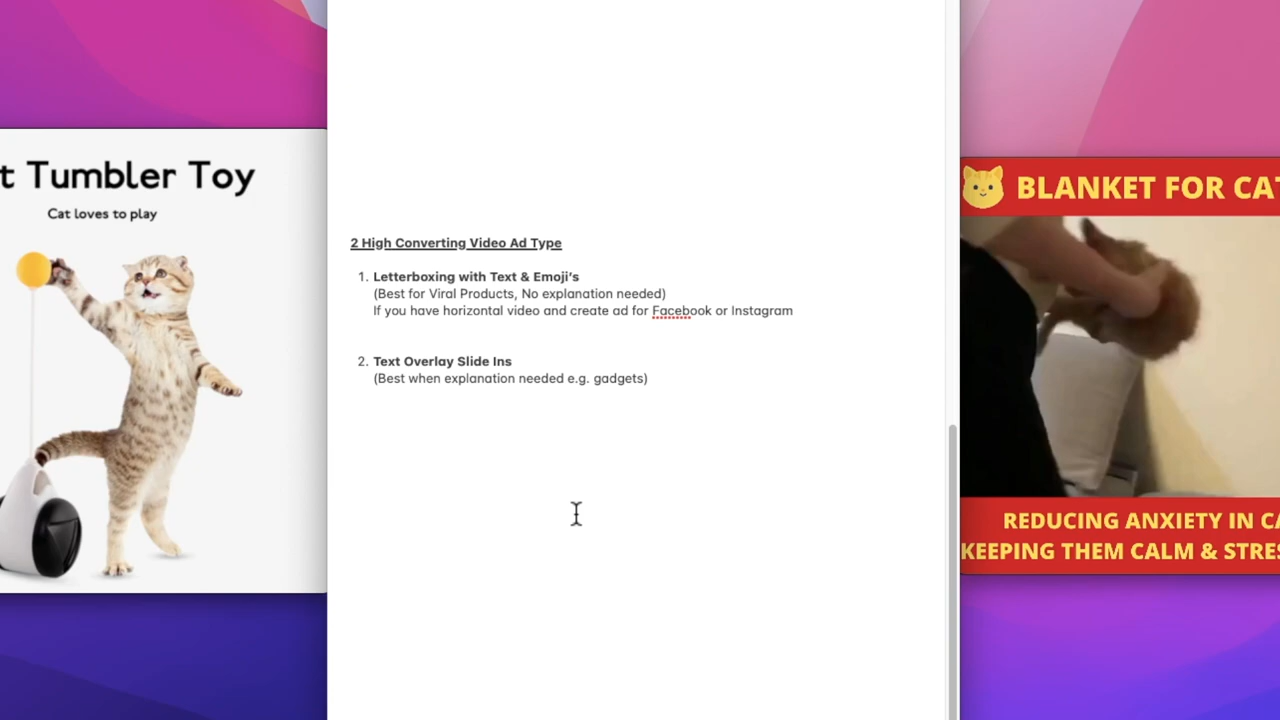 t Tumbler Toy
Cat loves to play
2 High Converting Video Ad Type
1. Letterboxing with Text & Emoji's
(Best for Viral Products, No explanation needed)
If you have horizontal video and create ad for Facebook or Instagram
2. Text Overlay Slide Ins
(Best when explanation needed e.g. gadgets)
BLANKET FOR CAT
REDUCING ANXIETY IN CA
KEEPING THEM CALM & STRES